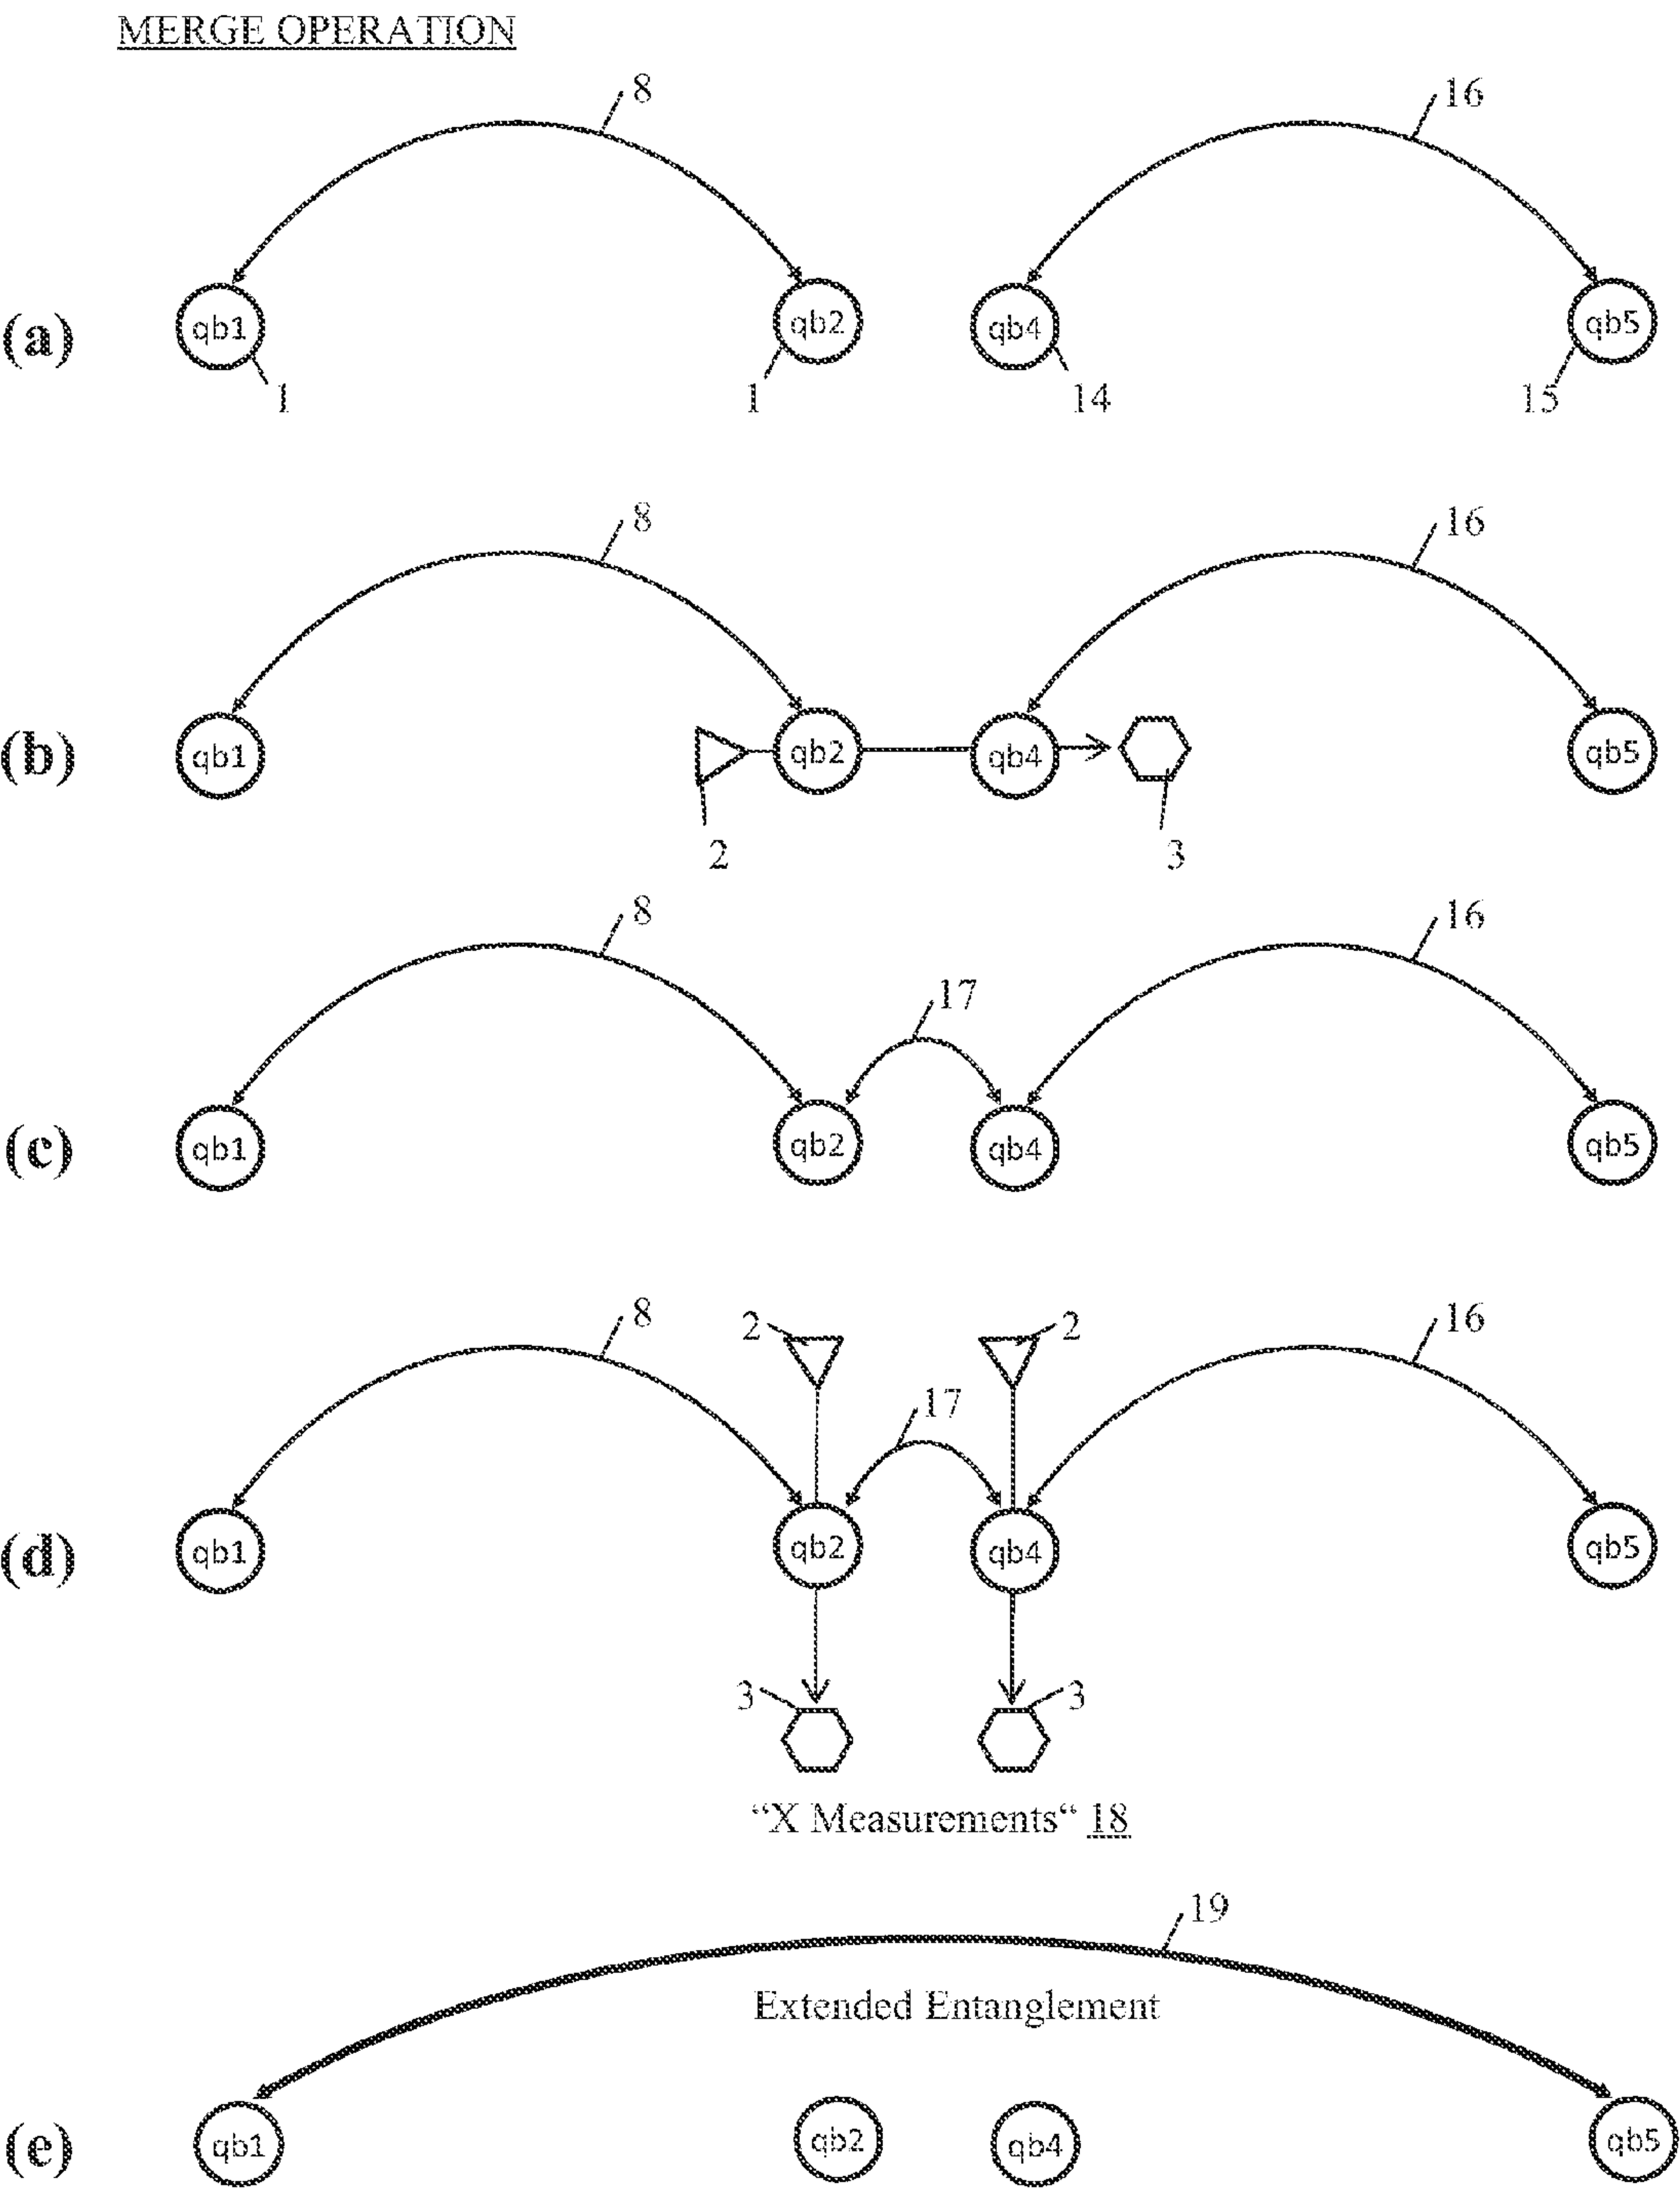 MERGE OPERATION
8 16
(a) qb1 qb2 qb4 qb5
1 1 14 15
8 16
(b) qb1 qb2 qb4 qb5
2 3
8 16
17
(c) qb1 qb2 qb4 qb5
8 2 2 16
17
(d) qb1 qb2 qb4 qb5
3 3
“X Measurements“ 18
19
Extended Entanglement
(e) qb1 qb2 qb4 qb5